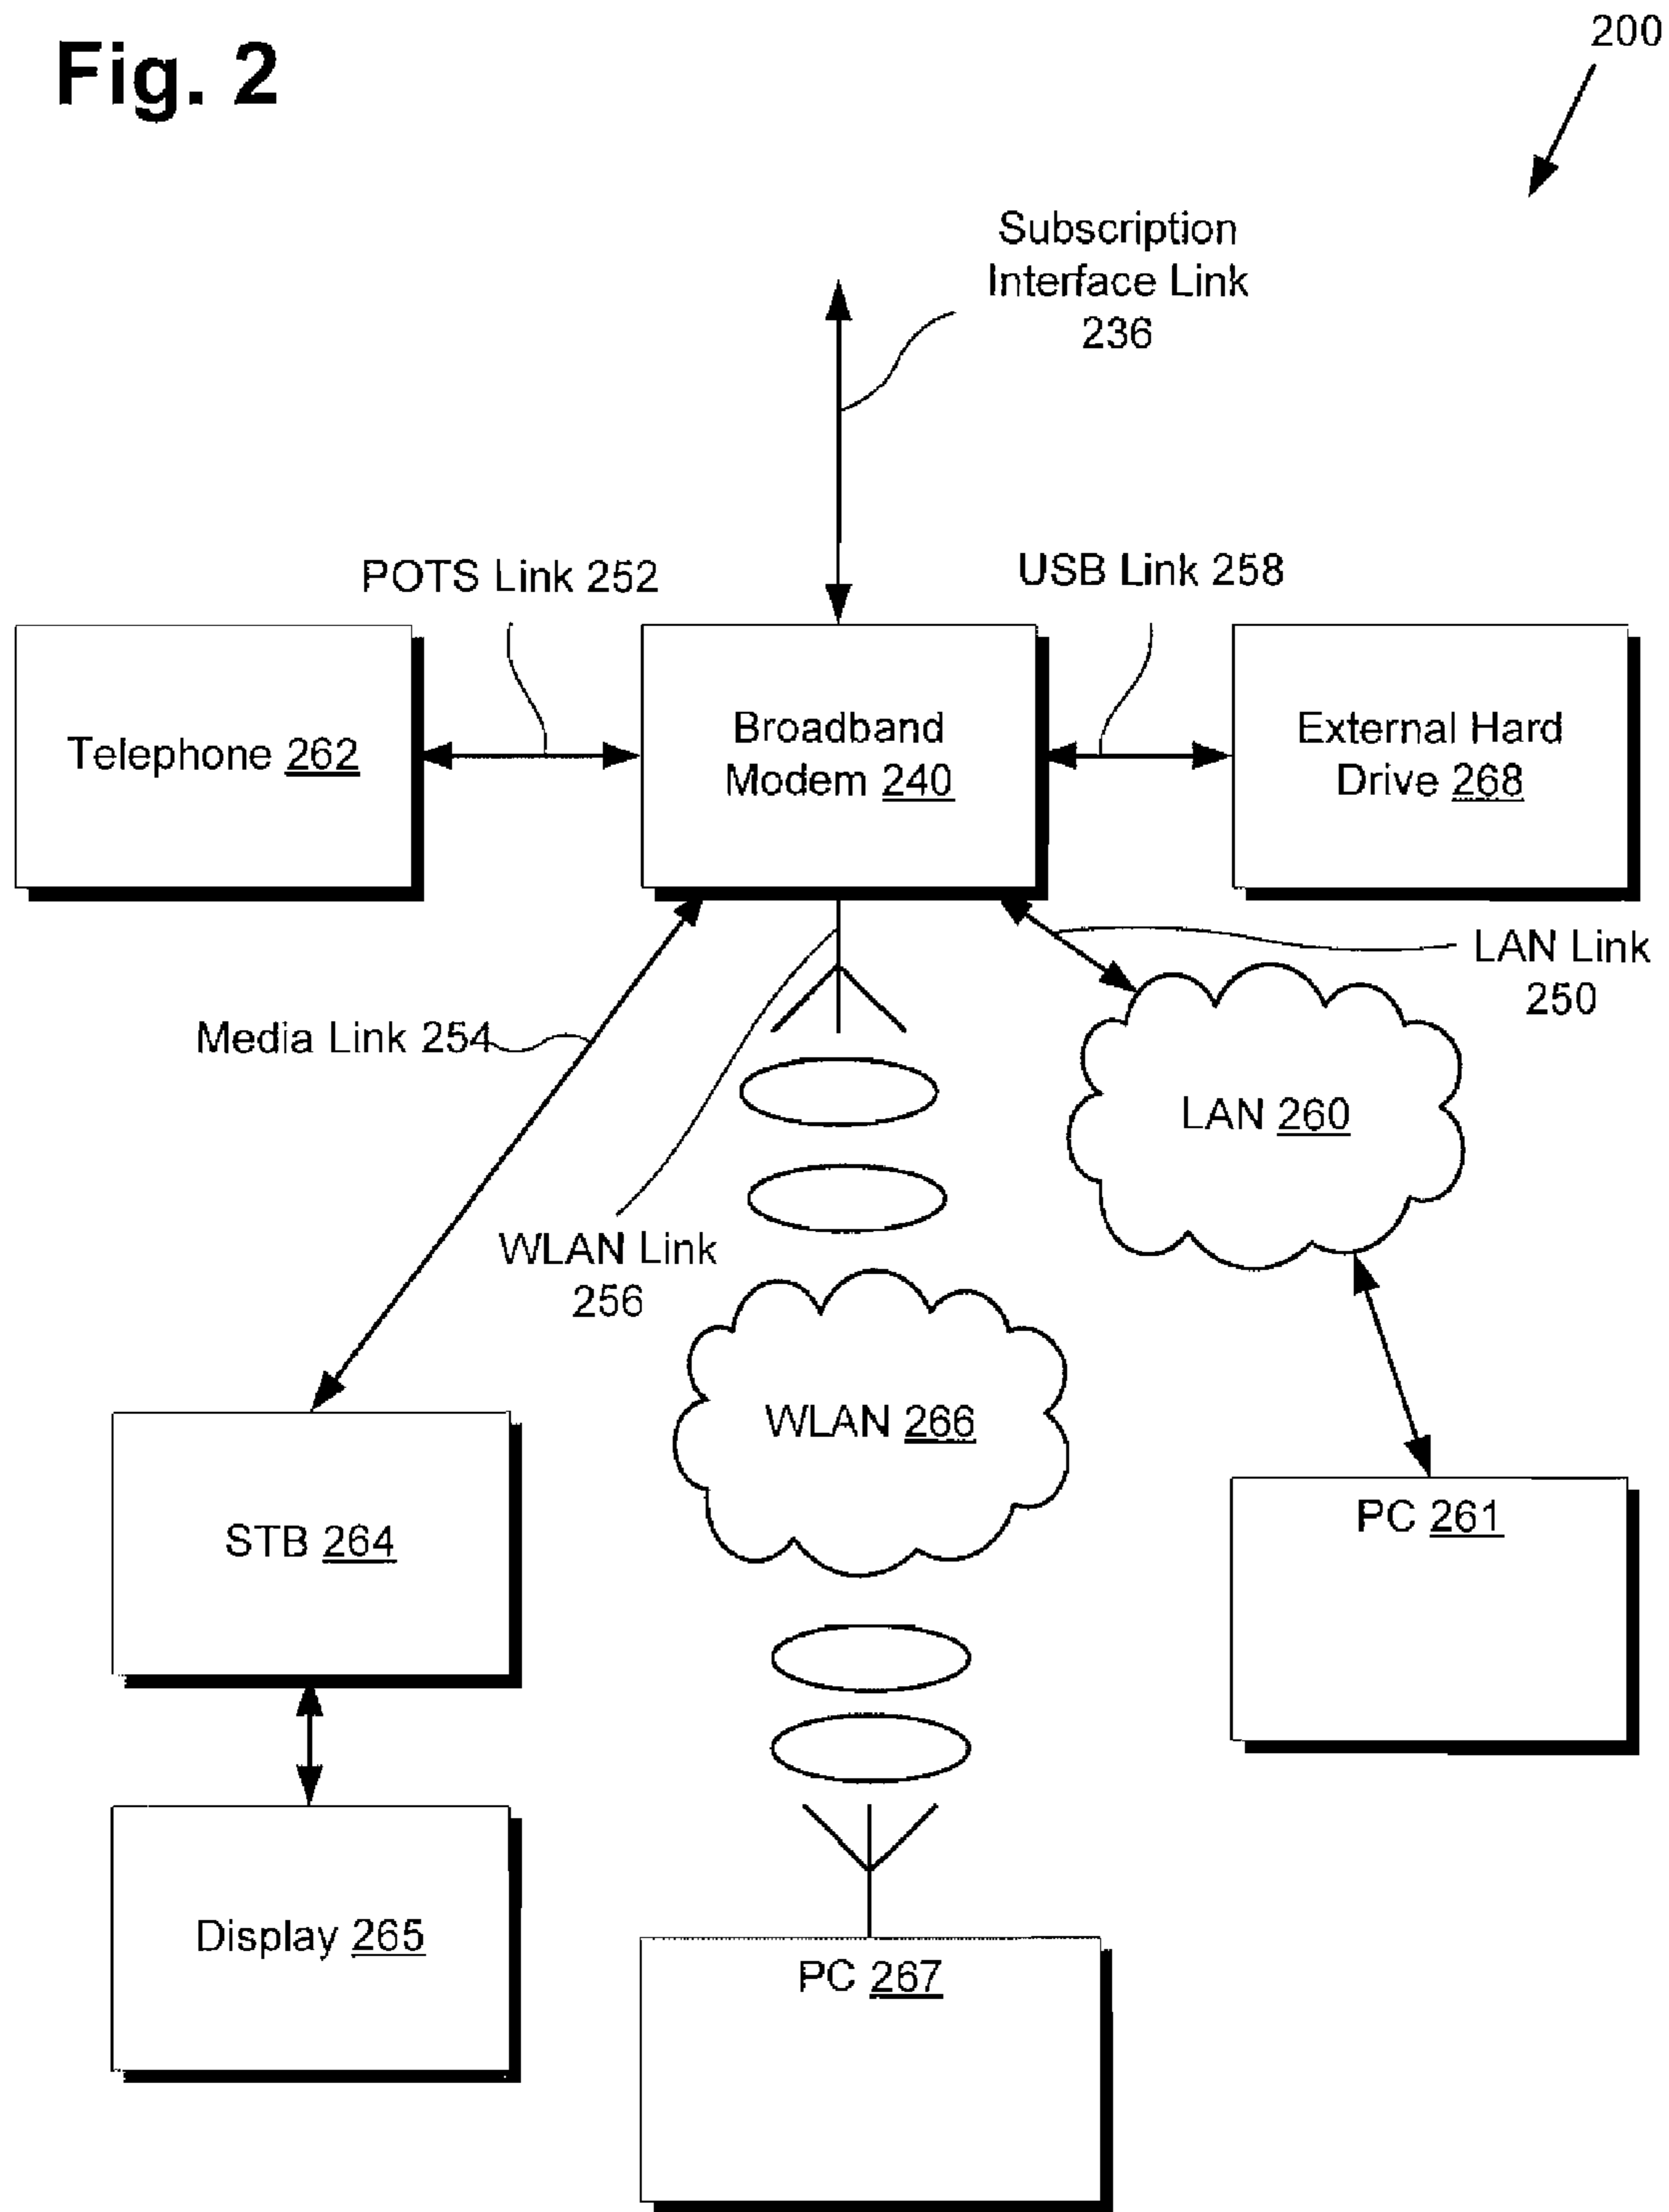 Fig. 2
200
Subscription
Interface Link
236
POTS Link 252
USB Link 258
Telephone 262
Broadband
Modem 240
External Hard
Drive 268
LAN Link
250
Media Link 254
LAN 260
WLAN Link
256
WLAN 266
STB 264
PC 261
Display 265
PC 267